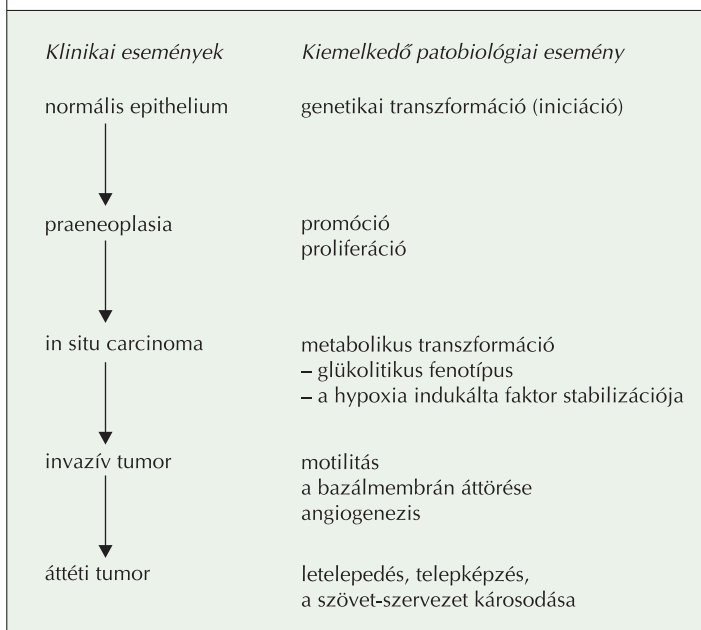 Klinikai események Kiemelkedő patobiológiai esemény
normális epithelium genetikai transzformáció (iniciáció)
praeneoplasia promóció
proliferáció
in situ carcinoma metabolikus transzformáció
– glükolitikus fenotípus
– a hypoxia indukálta faktor stabilizációja
invazív tumor motilitás
a bazálmembrán áttörése
angiogenezis
áttéti tumor letelepedés, telepképzés,
a szövet-szervezet károsodása